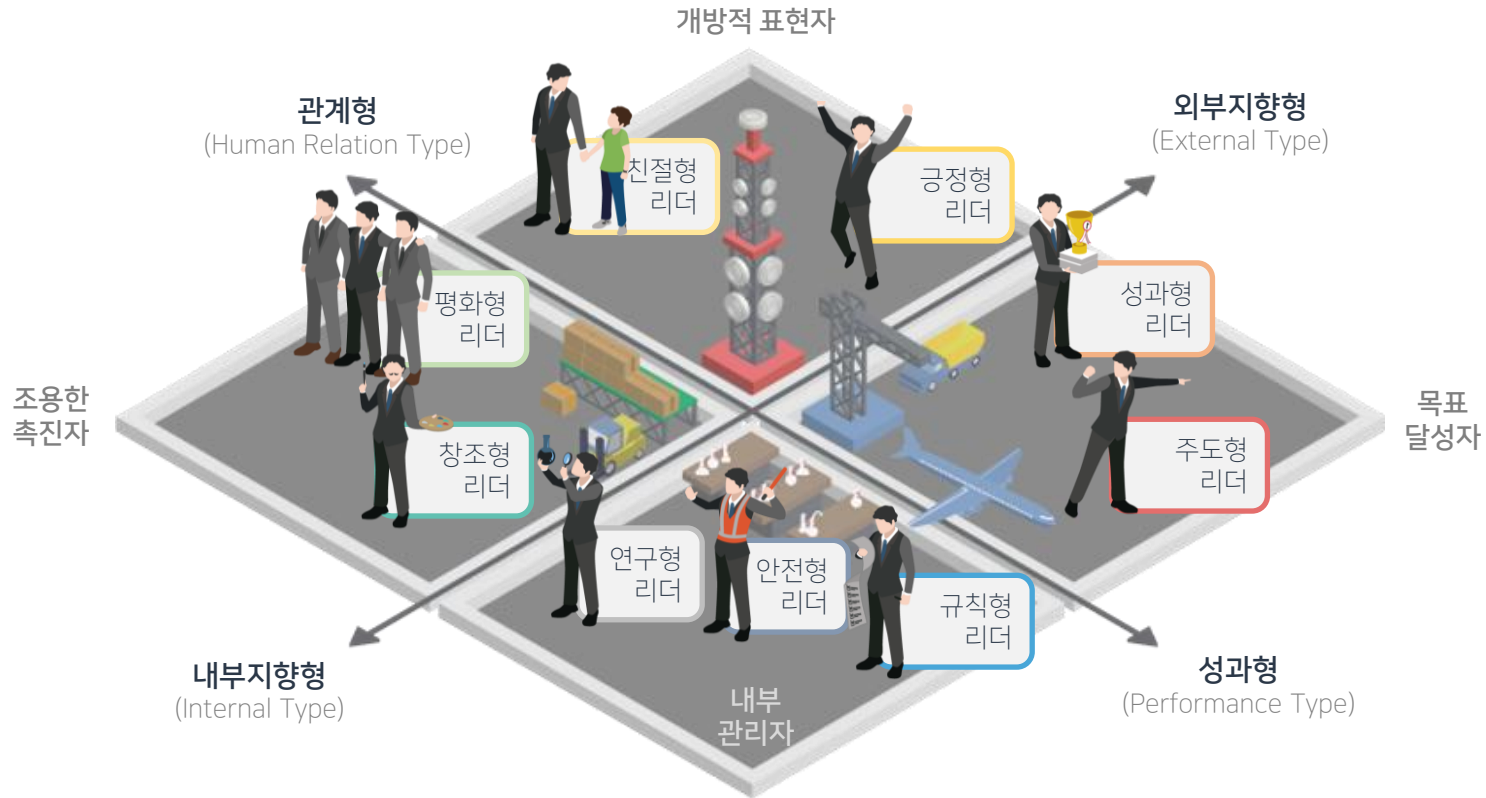 개방적 표현자
관계형
(Human Relation Type)
외부지향형
(External Type)
친절형
리더
긍정형
리더
평화형
리더
성과형
리더
조용한
촉진자
목표
달성자
창조형
리더
주도형
리더
연구형
리더
안전형
리더
규칙형
리더
내부지향형
(Internal Type)
내부
관리자
성과형
(Performance Type)